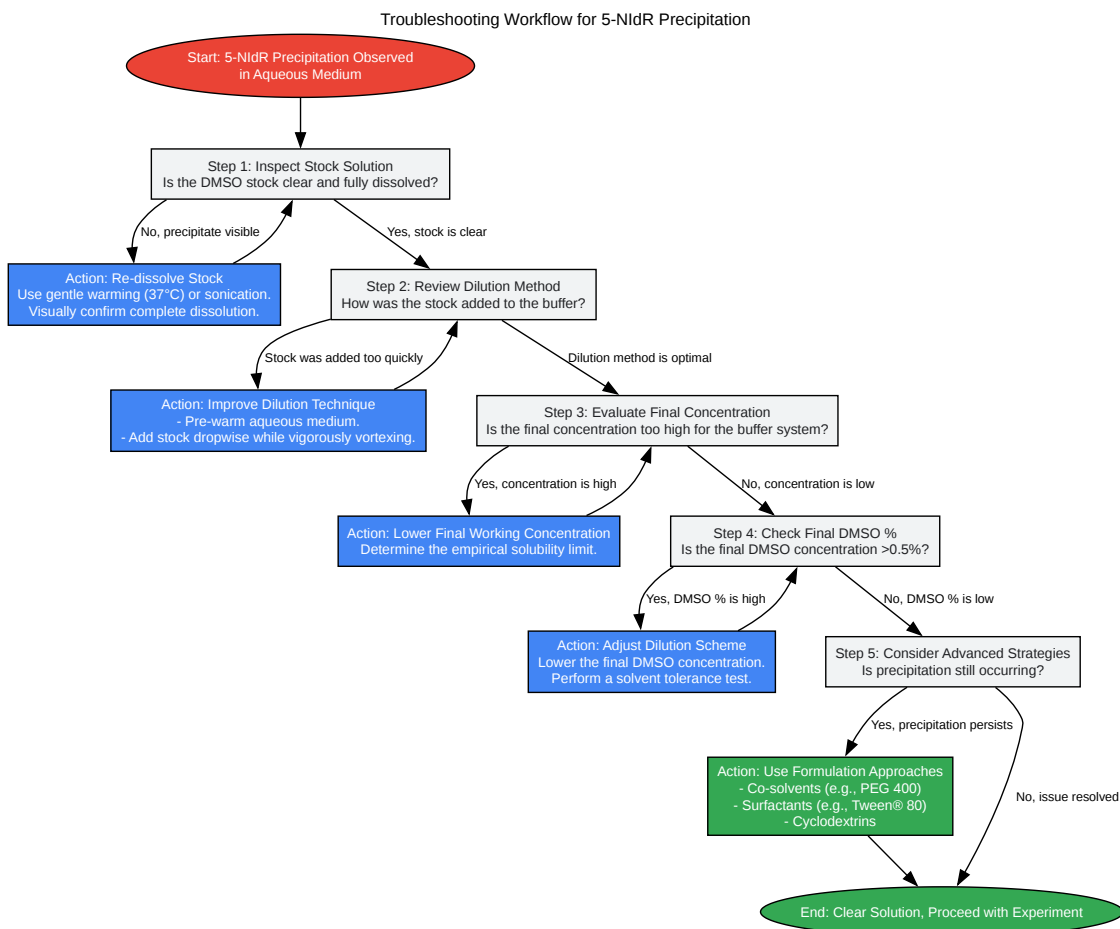 Troubleshooting Workflow for 5-NIdR Precipitation
Start: 5-NIdR Precipitation Observed
in Aqueous Medium
Step 1: Inspect Stock Solution
Is the DMSO stock clear and fully dissolved?
No, precipitate visible
Yes, stock is clear
Action: Re-dissolve Stock
Use gentle warming (37°C) or sonication.
Visually confirm complete dissolution.
Step 2: Review Dilution Method
How was the stock added to the buffer?
Stock was added too quickly
Dilution method is optimal
Action: Improve Dilution Technique
- Pre-warm aqueous medium.
- Add stock dropwise while vigorously vortexing.
Step 3: Evaluate Final Concentration
Is the final concentration too high for the buffer system?
Yes, concentration is high
No, concentration is low
Action: Lower Final Working Concentration
Determine the empirical solubility limit.
Step 4: Check Final DMSO %
Is the final DMSO concentration >0.5%?
Yes, DMSO % is high
No, DMSO % is low
Action: Adjust Dilution Scheme
Lower the final DMSO concentration.
Perform a solvent tolerance test.
Step 5: Consider Advanced Strategies
Is precipitation still occurring?
Yes, precipitation persists
No, issue resolved
Action: Use Formulation Approaches
- Co-solvents (e.g., PEG 400)
- Surfactants (e.g., Tween® 80)
- Cyclodextrins
End: Clear Solution, Proceed with Experiment